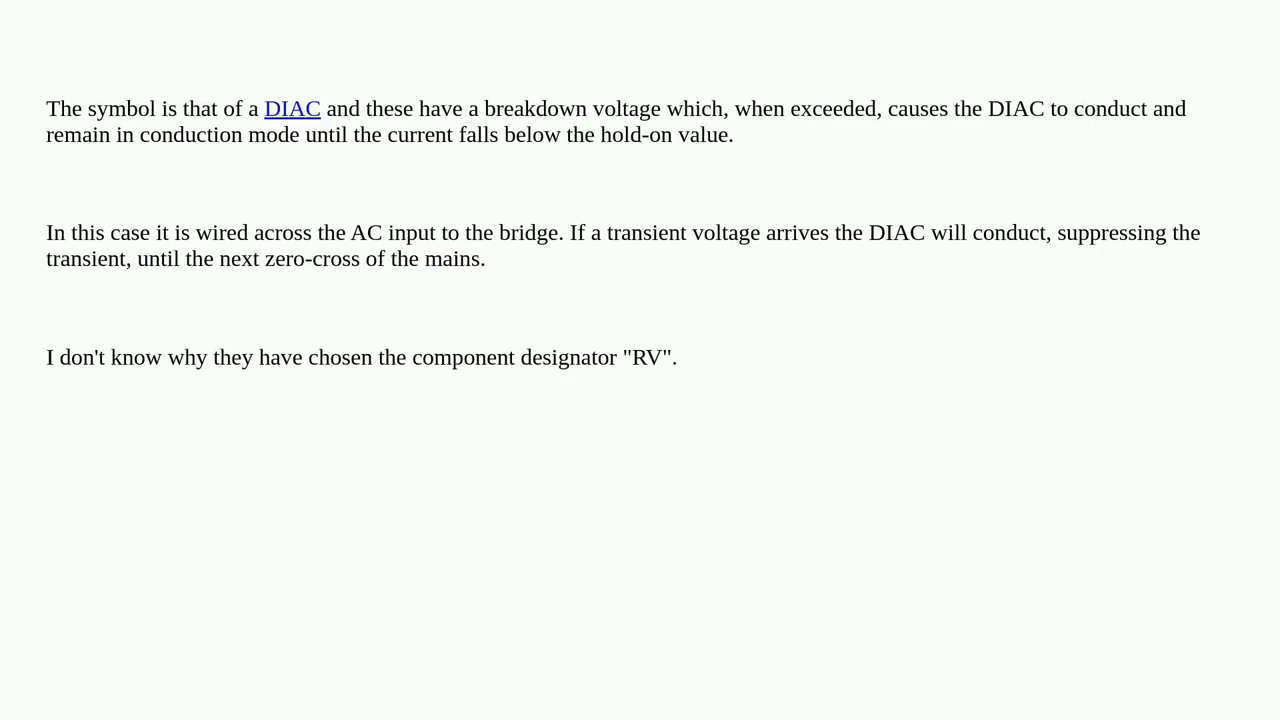 The symbol is that of a DIAC and these have a breakdown voltage which, when exceeded, causes the DIAC to conduct and
remain in conduction mode until the current falls below the hold-on value.
In this case it is wired across the AC input to the bridge. If a transient voltage arrives the DIAC will conduct, suppressing the
transient, until the next zero-cross of the mains.
I don't know why they have chosen the component designator "RV".